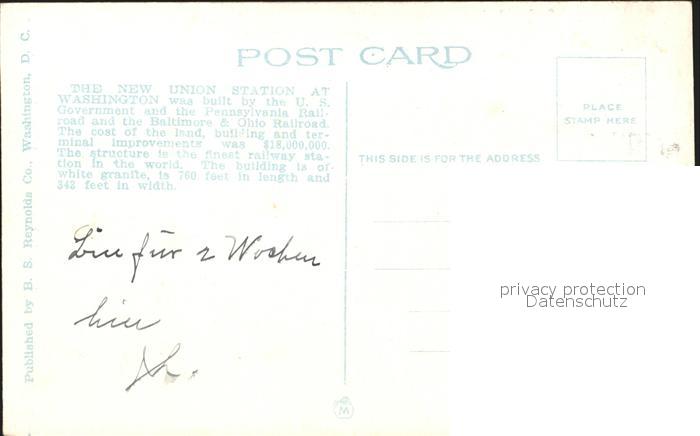 POST CARD
THE NEW UNION STATION AT
WASHINGTON was built by the U. S.
Government and the Pennsylvania Rail-
road and the Baltimore & Ohio Railroad.
The cost of the land, building and ter-
minal improvements was $18,000,000.
The structure is the finest railway sta-
tion in the world. The building is of
white granite, is 760 feet in length and
343 feet in width.
Published by B. S. Reynolds Co., Washington, D. C.
PLACE
STAMP HERE
THIS SIDE IS FOR THE ADDRESS
Bin für 2 Wochen
hier
privacy protection
Datenschutz
M